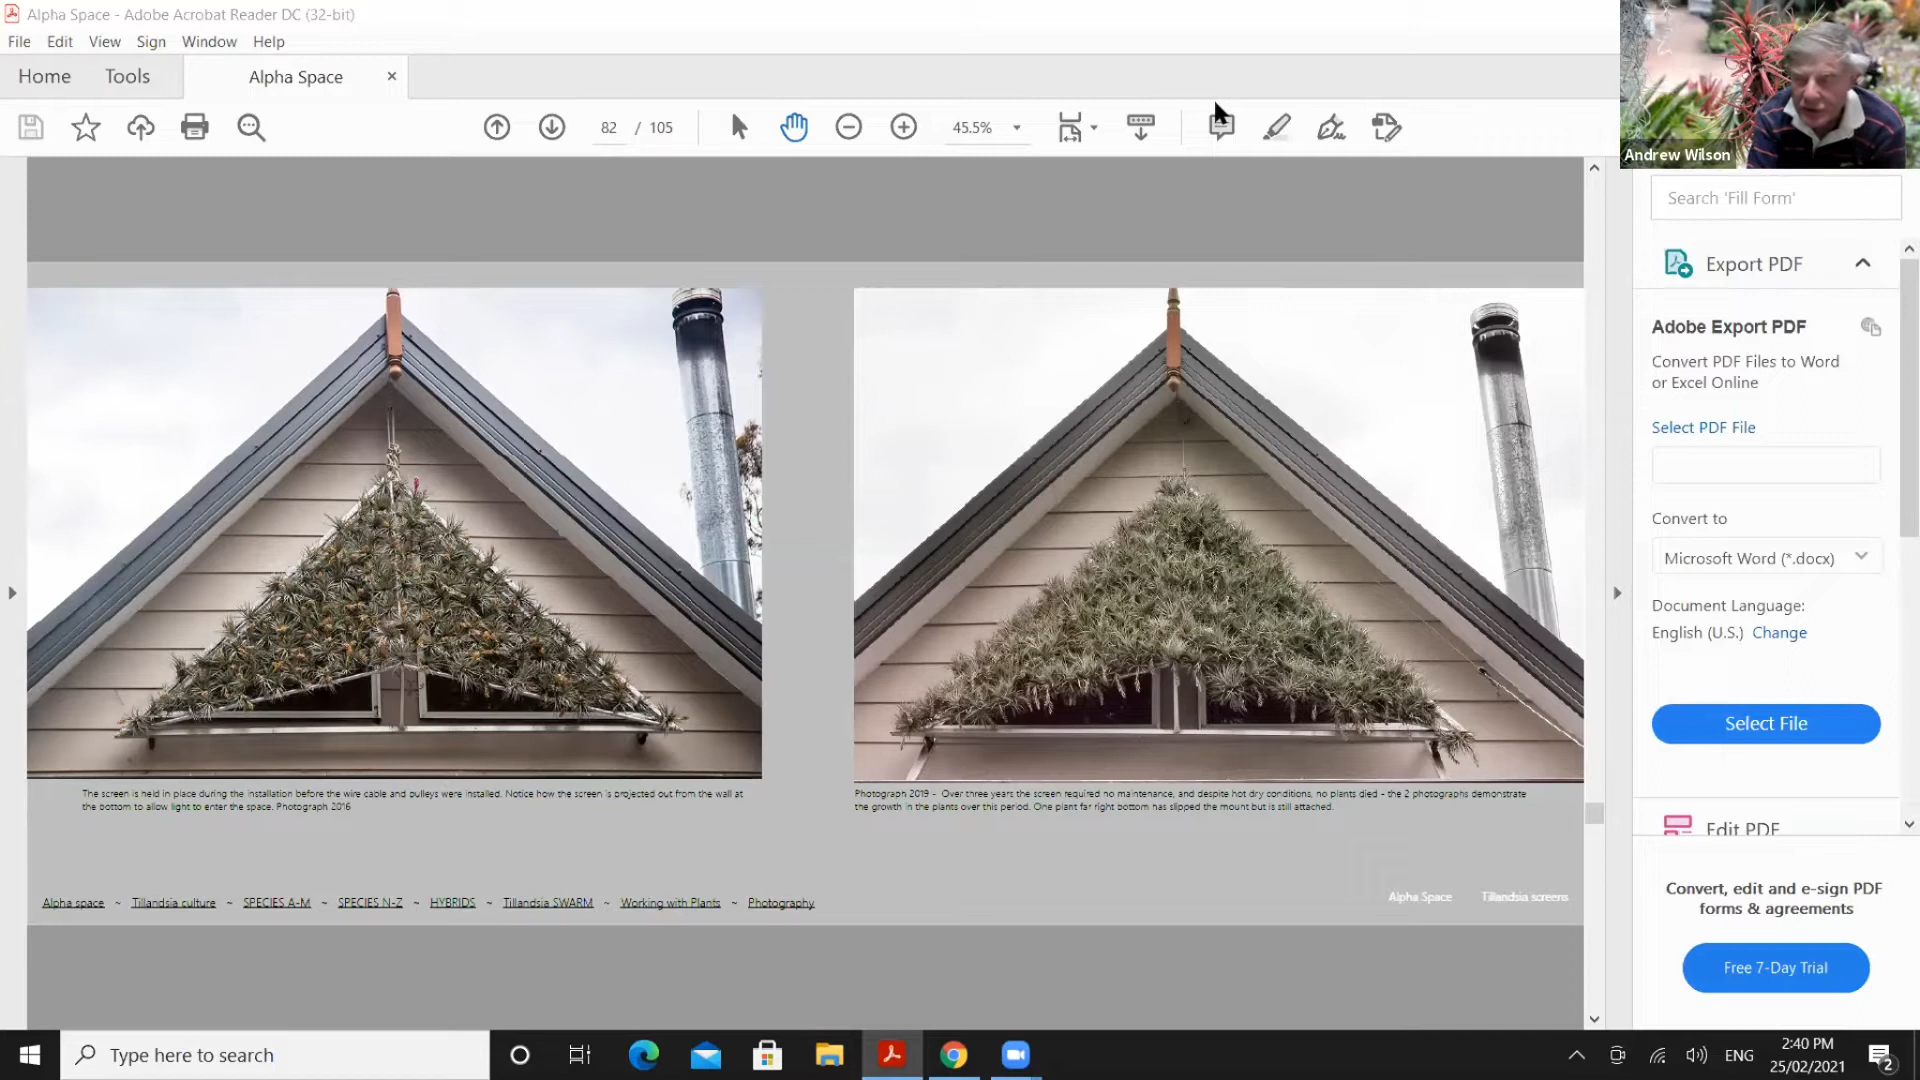 Alpha Space - Adobe Acrobat Reader DC (32-bit)
File Edit View Sign Window Help
Home Tools Alpha Space ×
82 / 105 45.5%
Andrew Wilson
Search 'Fill Form'
Export PDF
Adobe Export PDF
Convert PDF Files to Word
or Excel Online
Select PDF File
Convert to
Microsoft Word (*.docx)
Document Language:
English (U.S.) Change
Select File
Edit PDF
Convert, edit and e-sign PDF
forms & agreements
Free 7-Day Trial
The screen is held in place during the installation before the wire cable and pulleys were installed. Notice how the screen is projected out from the wall at
the bottom to allow light to enter the space. Photograph 2016
Photograph 2019 - Over three years the screen required no maintenance, and despite hot dry conditions, no plants died - the 2 photographs demonstrate
the growth in the plants over this period. One plant far right bottom has slipped the mount but is still attached.
Alpha space ~ Tillandsia culture ~ SPECIES A-M ~ SPECIES N-Z ~ HYBRIDS ~ Tillandsia SWARM ~ Working with Plants ~ Photography
Alpha Space Tillandsia screens
Type here to search
ENG
2:40 PM
25/02/2021
2